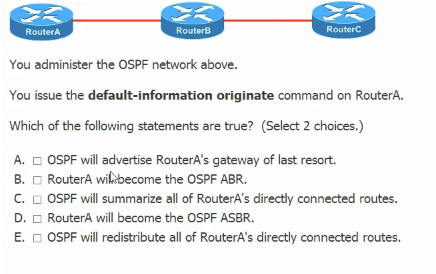 RouterA
RouterB
RouterC
You administer the OSPF network above.
You issue the default-information originate command on RouterA.
Which of the following statements are true? (Select 2 choices.)
A. OSPF will advertise RouterA's gateway of last resort.
B. RouterA will become the OSPF ABR.
C. OSPF will summarize all of RouterA's directly connected routes.
D. RouterA will become the OSPF ASBR.
E. OSPF will redistribute all of RouterA's directly connected routes.